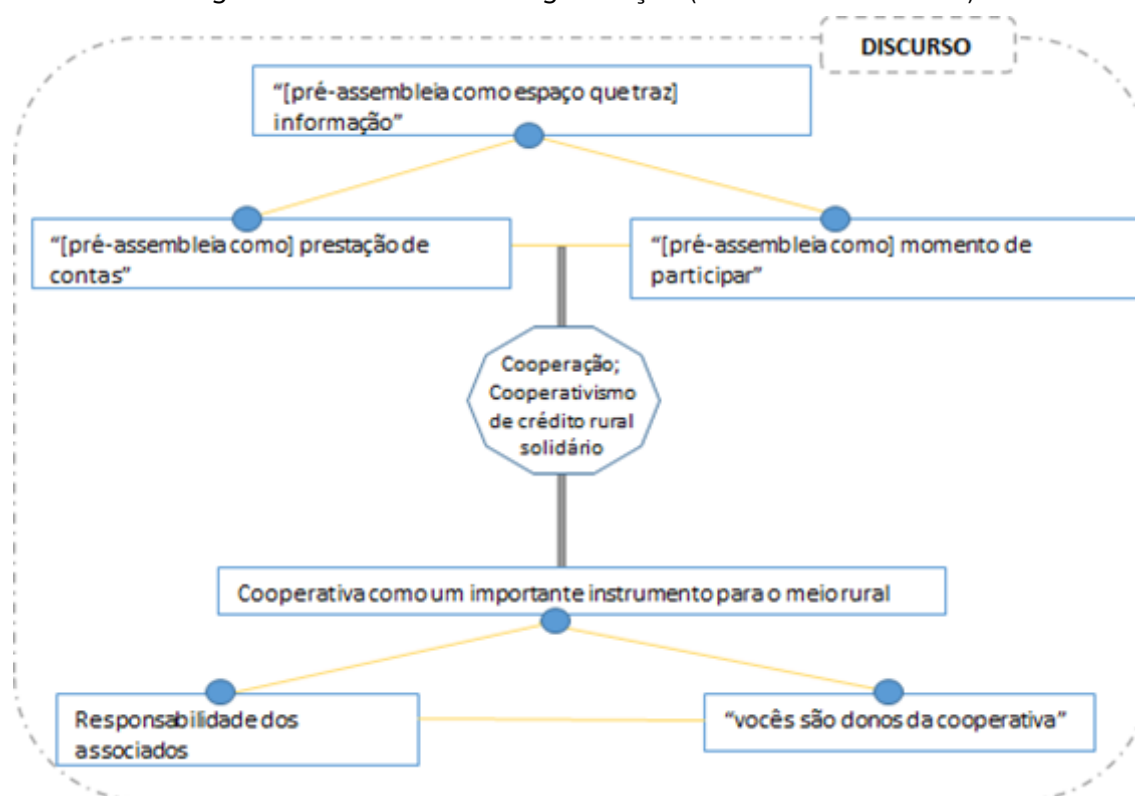 DISCURSO
“[pré-assembleia como espaço que traz]
informação”
“[pré-assembleia como] prestação de
contas”
“[pré-assembleia como] momento de
participar”
Cooperação;
Cooperativismo
de crédito rural
solidário
Cooperativa como um importante instrumento para o meio rural
Responsabilidade dos
associados
“vocês são donos da cooperativa”